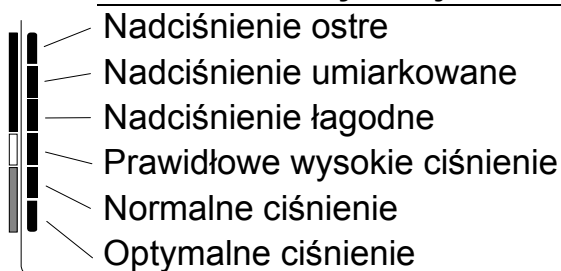 Nadciśnienie ostre
Nadciśnienie umiarkowane
Nadciśnienie łagodne
Prawidłowe wysokie ciśnienie
Normalne ciśnienie
Optymalne ciśnienie